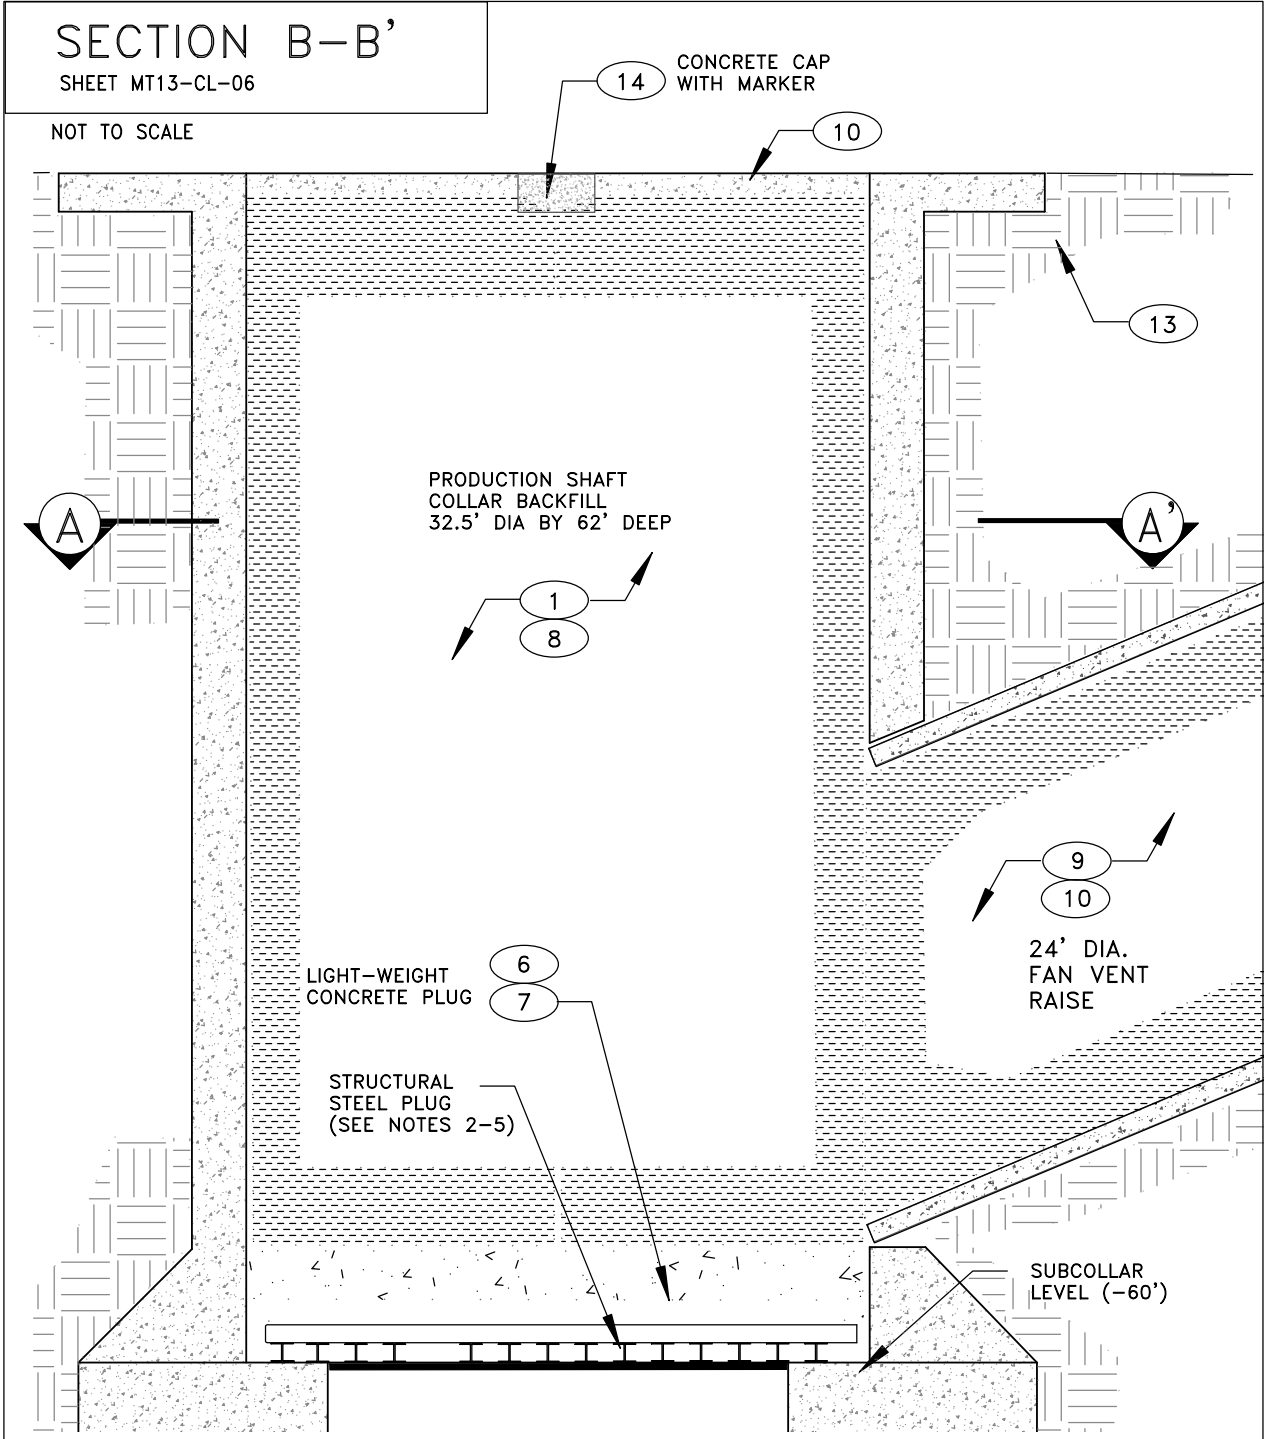 SECTION B-B'
SHEET MT13-CL-06
NOT TO SCALE
14
CONCRETE CAP
WITH MARKER
10
13
PRODUCTION SHAFT
COLLAR BACKFILL
32.5' DIA BY 62' DEEP
A
A'
1
8
9
10
24' DIA.
FAN VENT
RAISE
LIGHT-WEIGHT
CONCRETE PLUG
6
7
STRUCTURAL
STEEL PLUG
(SEE NOTES 2-5)
SUBCOLLAR
LEVEL (-60')